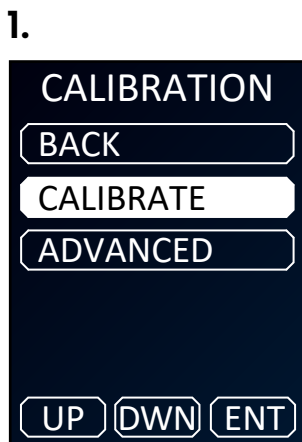 1.
CALIBRATION
BACK
CALIBRATE
ADVANCED
UP DWN ENT